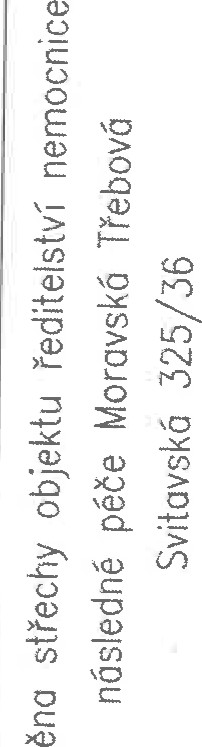 ěna střechy objektu ředitelství nemocnice
následné péče Moravská Třebová
Svitavská 325/36